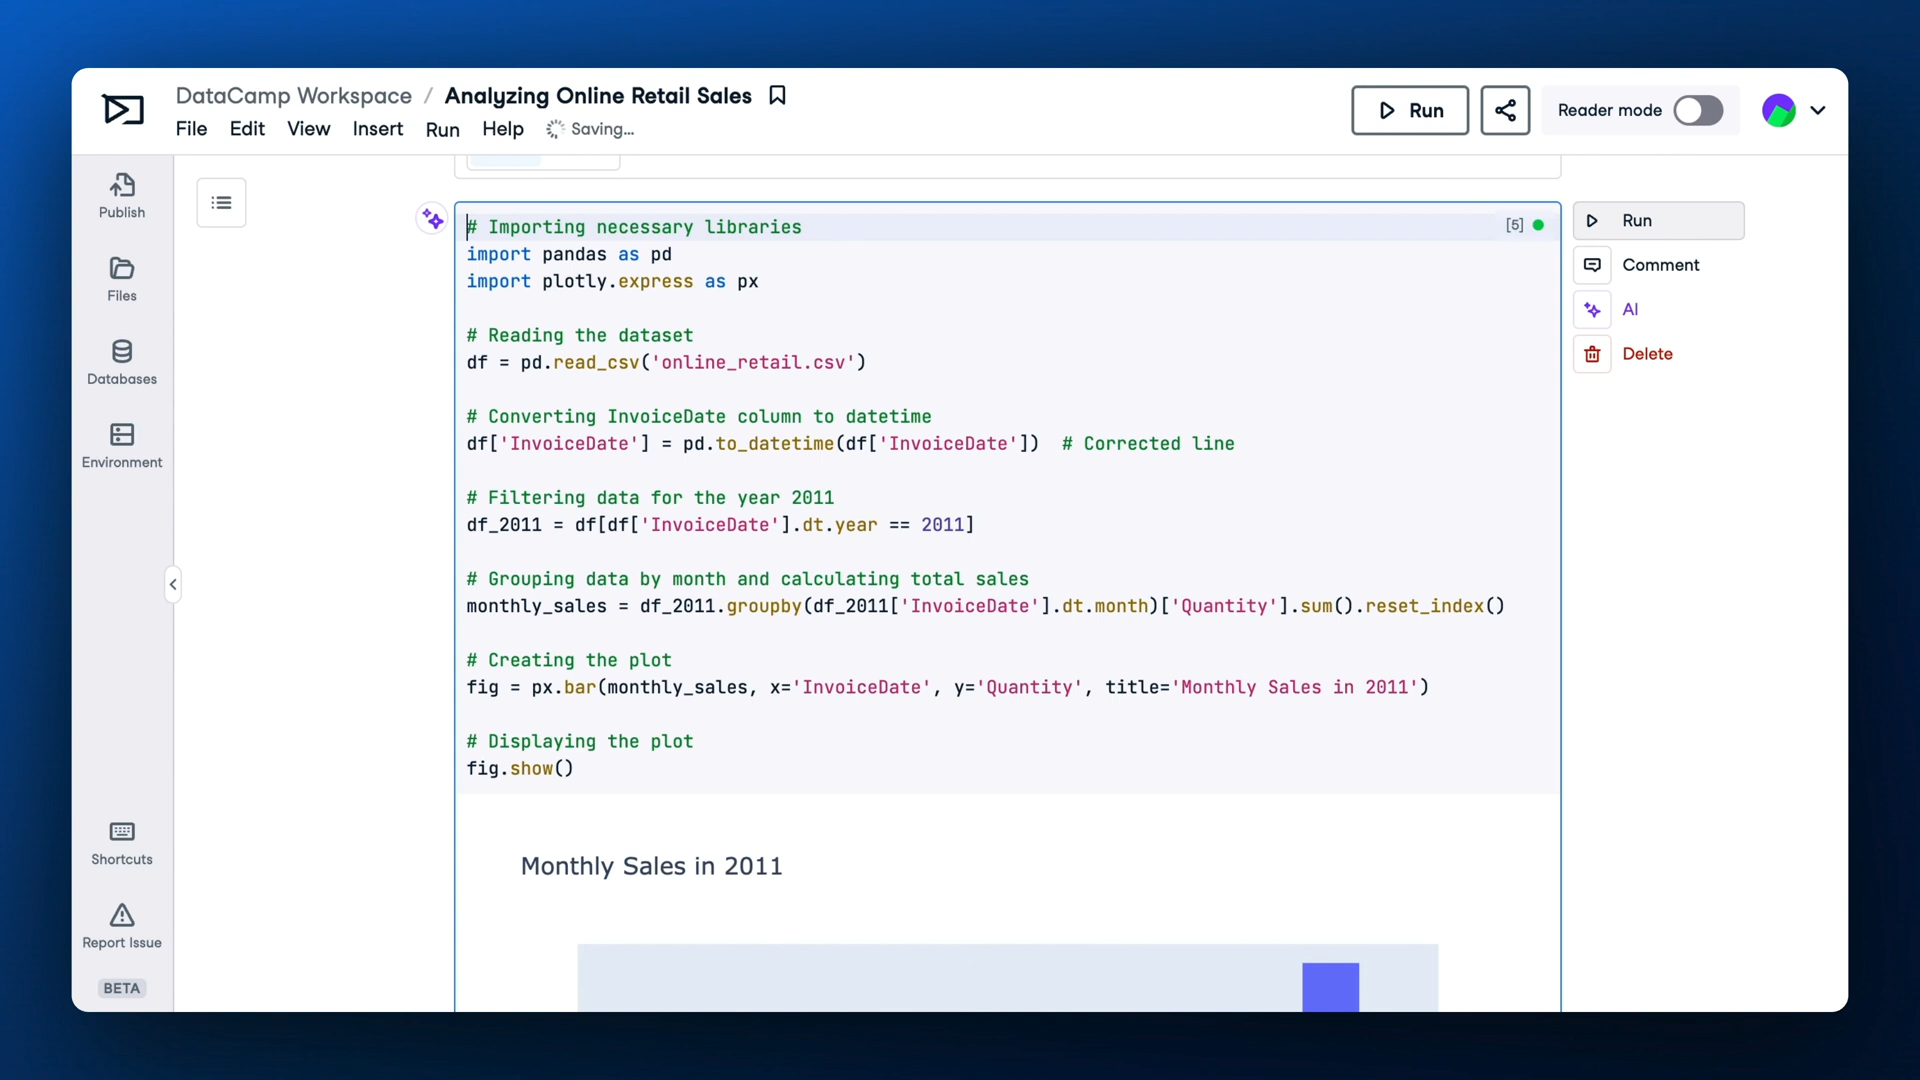 DataCamp Workspace / Analyzing Online Retail Sales
File Edit View Insert Run Help Saving...
Run
Reader mode
Publish
Files
Databases
Environment
Shortcuts
Report Issue
BETA
# Importing necessary libraries
[5]
import pandas as pd
import plotly.express as px
# Reading the dataset
df = pd.read_csv('online_retail.csv')
# Converting InvoiceDate column to datetime
df['InvoiceDate'] = pd.to_datetime(df['InvoiceDate'])  # Corrected line
# Filtering data for the year 2011
df_2011 = df[df['InvoiceDate'].dt.year == 2011]
# Grouping data by month and calculating total sales
monthly_sales = df_2011.groupby(df_2011['InvoiceDate'].dt.month)['Quantity'].sum().reset_index()
# Creating the plot
fig = px.bar(monthly_sales, x='InvoiceDate', y='Quantity', title='Monthly Sales in 2011')
# Displaying the plot
fig.show()
Monthly Sales in 2011
Run
Comment
AI
Delete